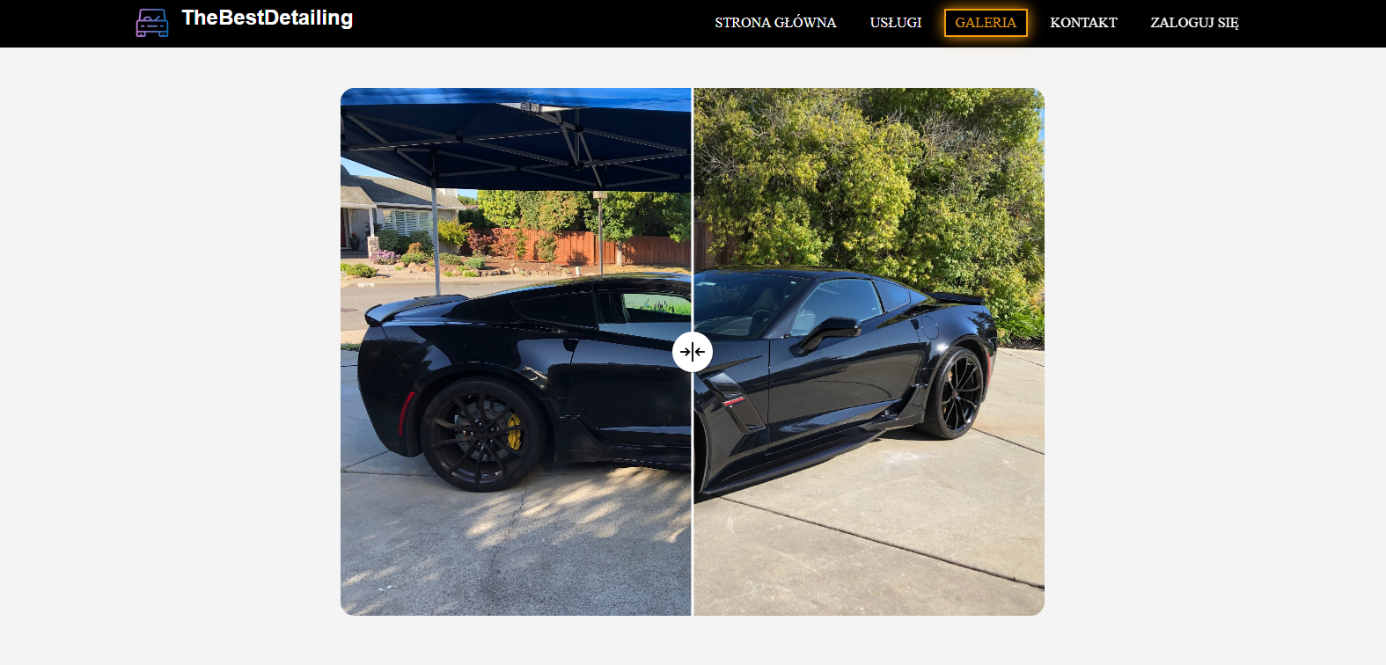 TheBestDetailing
STRONA GŁÓWNA USŁUGI GALERIA KONTAKT ZALOGUJ SIĘ